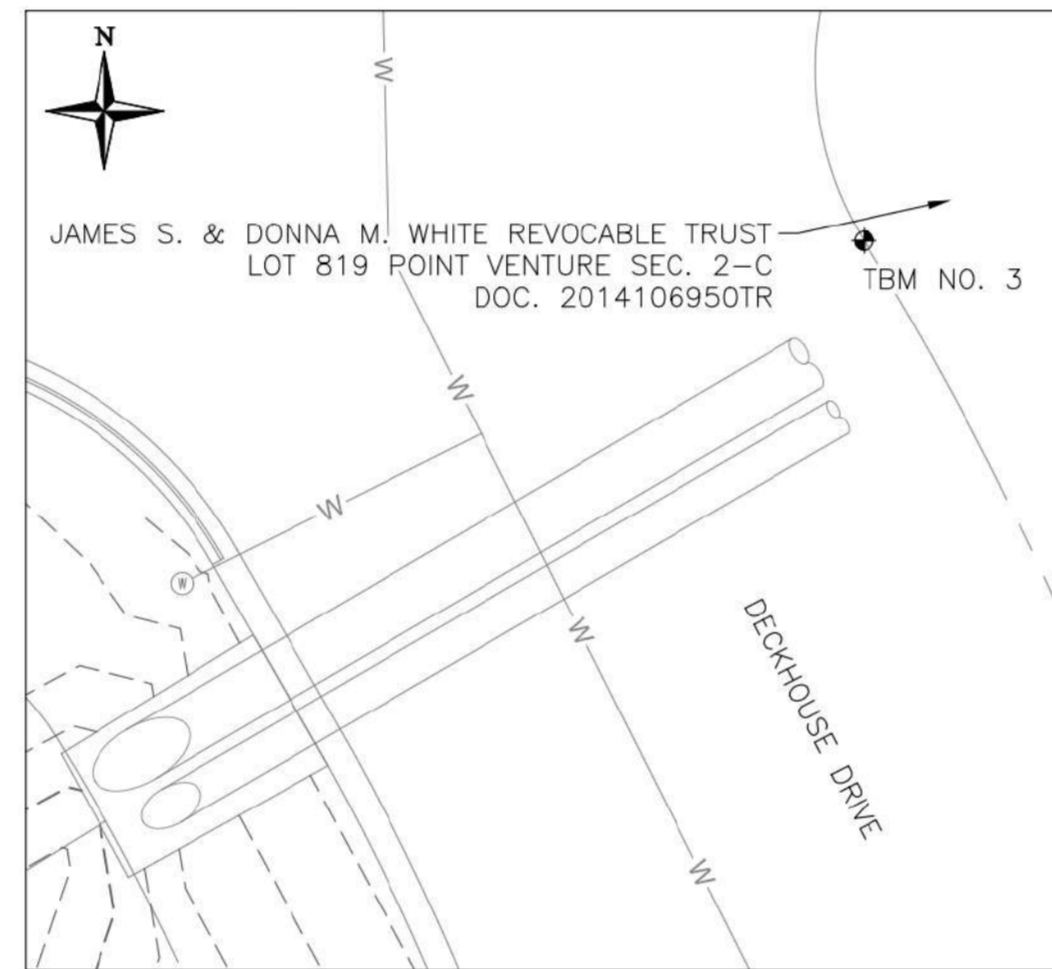 N
W
JAMES S. & DONNA M. WHITE REVOCABLE TRUST
LOT 819 POINT VENTURE SEC. 2-C
DOC. 2014106950TR
TBM NO. 3
W
W
W
W
DECKHOUSE DRIVE
W